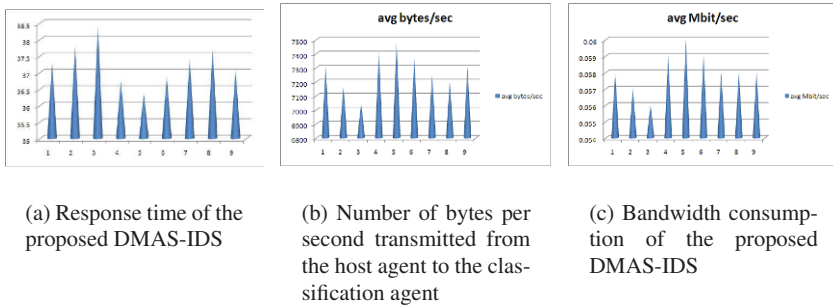 38.5
38
37.5
37
36.5
36
35.5
35
1 2 3 4 5 6 7 8 9
avg bytes/sec
7500
7400
7300
7200
7100
7000
6900
6800
1 2 3 4 5 6 7 8 9
avg bytes/sec
avg Mbit/sec
0.06
0.059
0.058
0.057
0.056
0.055
0.054
1 2 3 4 5 6 7 8 9
avg Mbit/sec
(a) Response time of the
proposed DMAS-IDS
(b) Number of bytes per
second transmitted from
the host agent to the clas-
sification agent
(c) Bandwidth consump-
tion of the proposed
DMAS-IDS